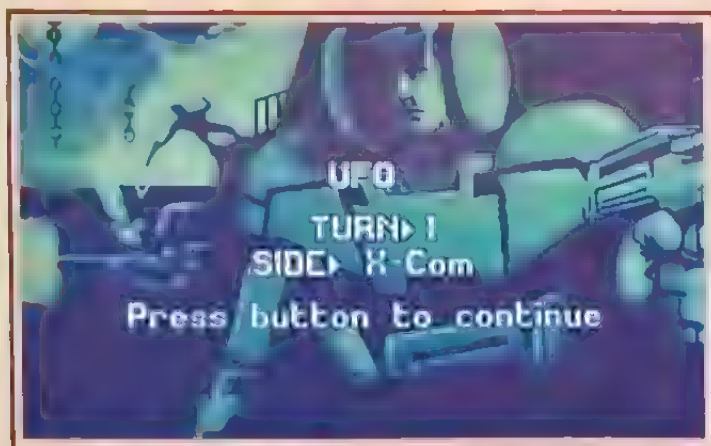 UFO
TURN▸1
SIDE▸ X-Com
Press button to continue